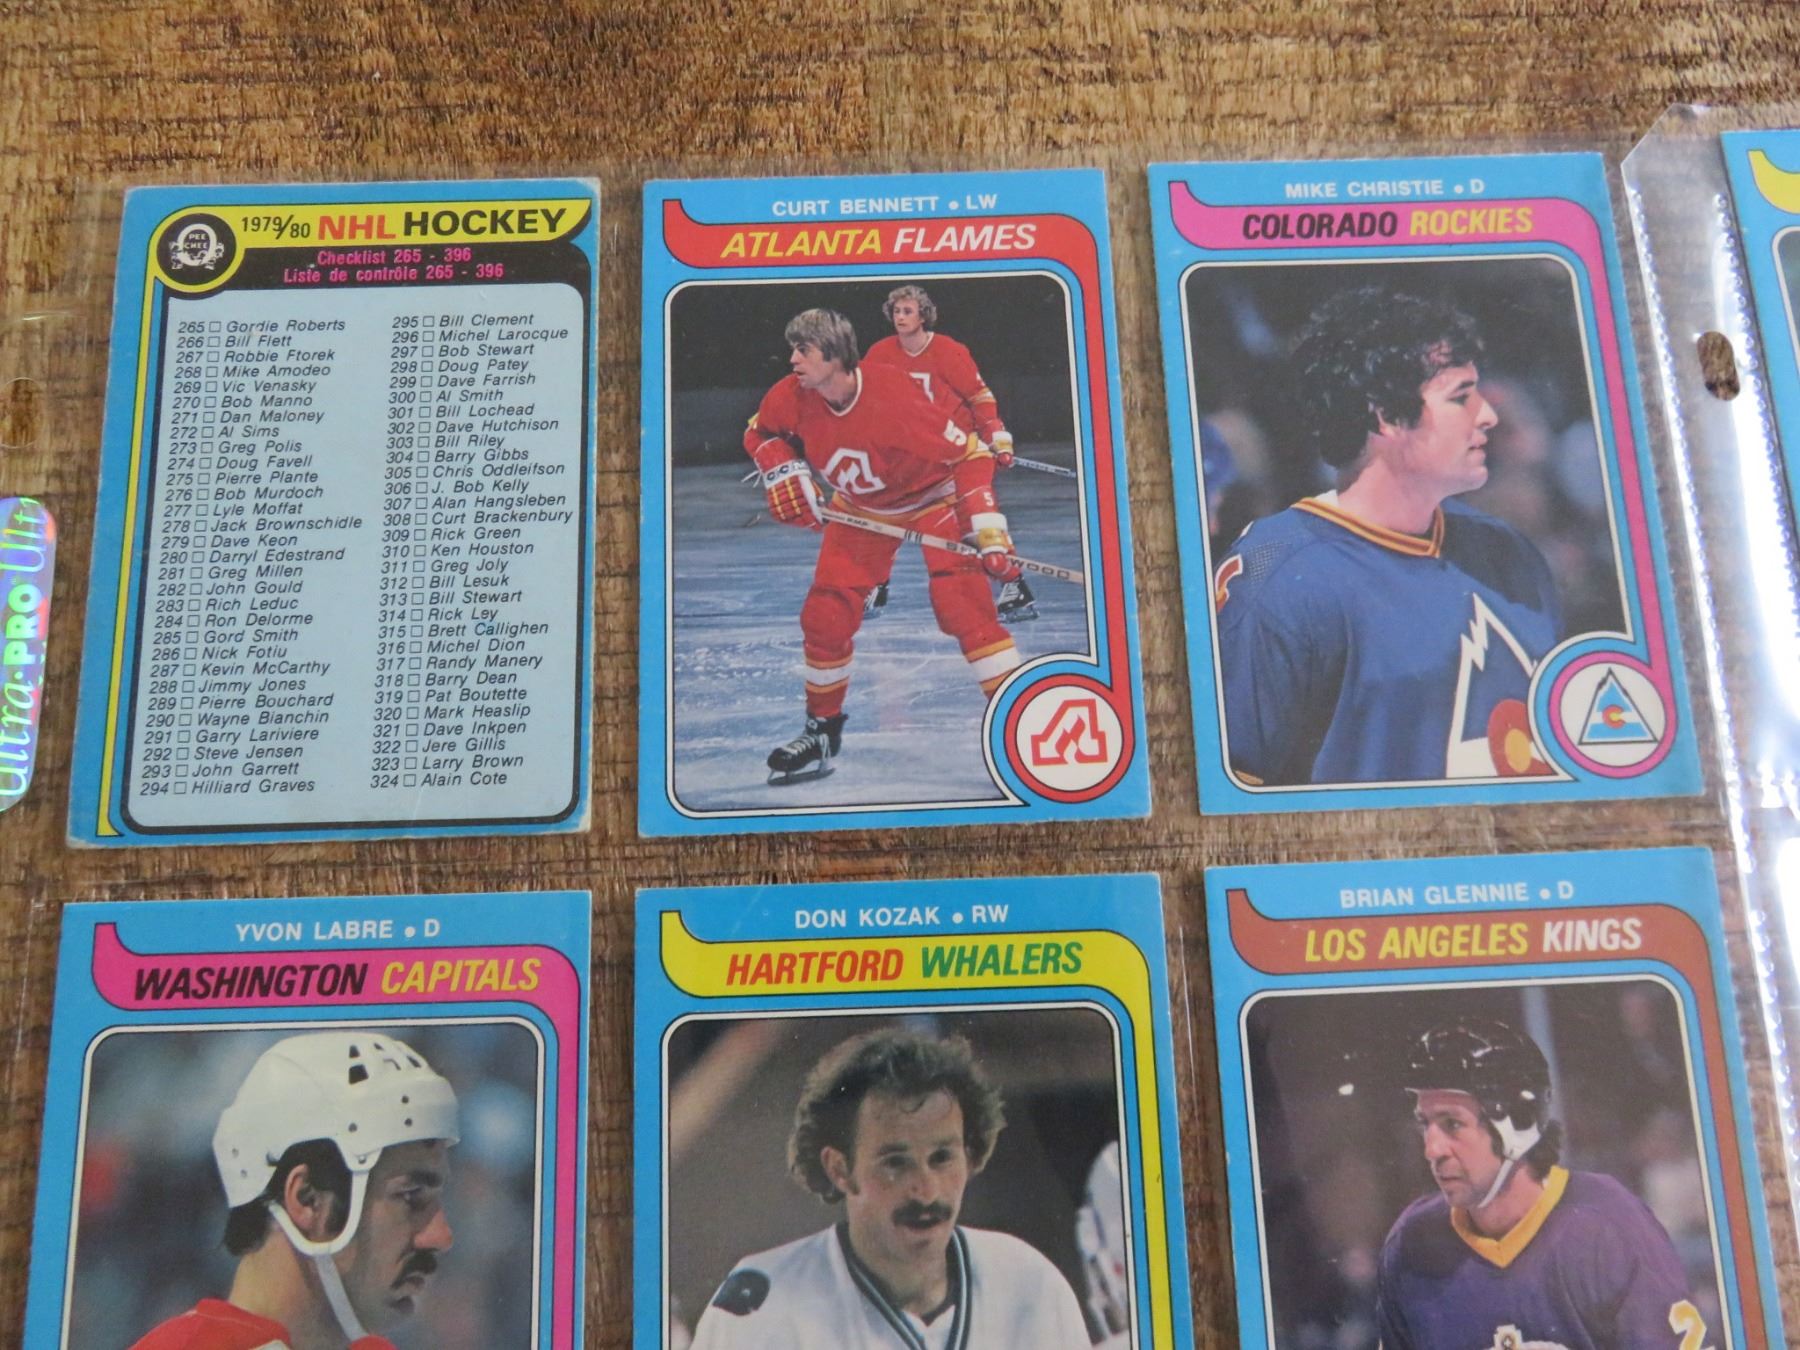 1979/80 NHL HOCKEY
PEE
CHEE
Checklist 265 - 396
Liste de contrôle 265 - 396
265 Gordie Roberts
266 Bill Flett
267 Robbie Ftorek
268 Mike Amodeo
269 Vic Venasky
270 Bob Manno
271 Dan Maloney
272 Al Sims
273 Greg Polis
274 Doug Favell
275 Pierre Plante
276 Bob Murdoch
277 Lyle Moffat
278 Jack Brownschidle
279 Dave Keon
280 Darryl Edestrand
281 Greg Millen
282 John Gould
283 Rich Leduc
284 Ron Delorme
285 Gord Smith
286 Nick Fotiu
287 Kevin McCarthy
288 Jimmy Jones
289 Pierre Bouchard
290 Wayne Bianchin
291 Garry Lariviere
292 Steve Jensen
293 John Garrett
294 Hilliard Graves
295 Bill Clement
296 Michel Larocque
297 Bob Stewart
298 Doug Patey
299 Dave Farrish
300 Al Smith
301 Bill Lochead
302 Dave Hutchison
303 Bill Riley
304 Barry Gibbs
305 Chris Oddleifson
306 J. Bob Kelly
307 Alan Hangsleben
308 Curt Brackenbury
309 Rick Green
310 Ken Houston
311 Greg Joly
312 Bill Lesuk
313 Bill Stewart
314 Rick Ley
315 Brett Callighen
316 Michel Dion
317 Randy Manery
318 Barry Dean
319 Pat Boutette
320 Mark Heaslip
321 Dave Inkpen
322 Jere Gillis
323 Larry Brown
324 Alain Cote
CURT BENNETT • LW
ATLANTA FLAMES
CCM
5
5
SHERWOOD
MIKE CHRISTIE • D
COLORADO ROCKIES
C
Ultra•PRO
YVON LABRE • D
WASHINGTON CAPITALS
DON KOZAK • RW
HARTFORD WHALERS
BRIAN GLENNIE • D
LOS ANGELES KINGS
2